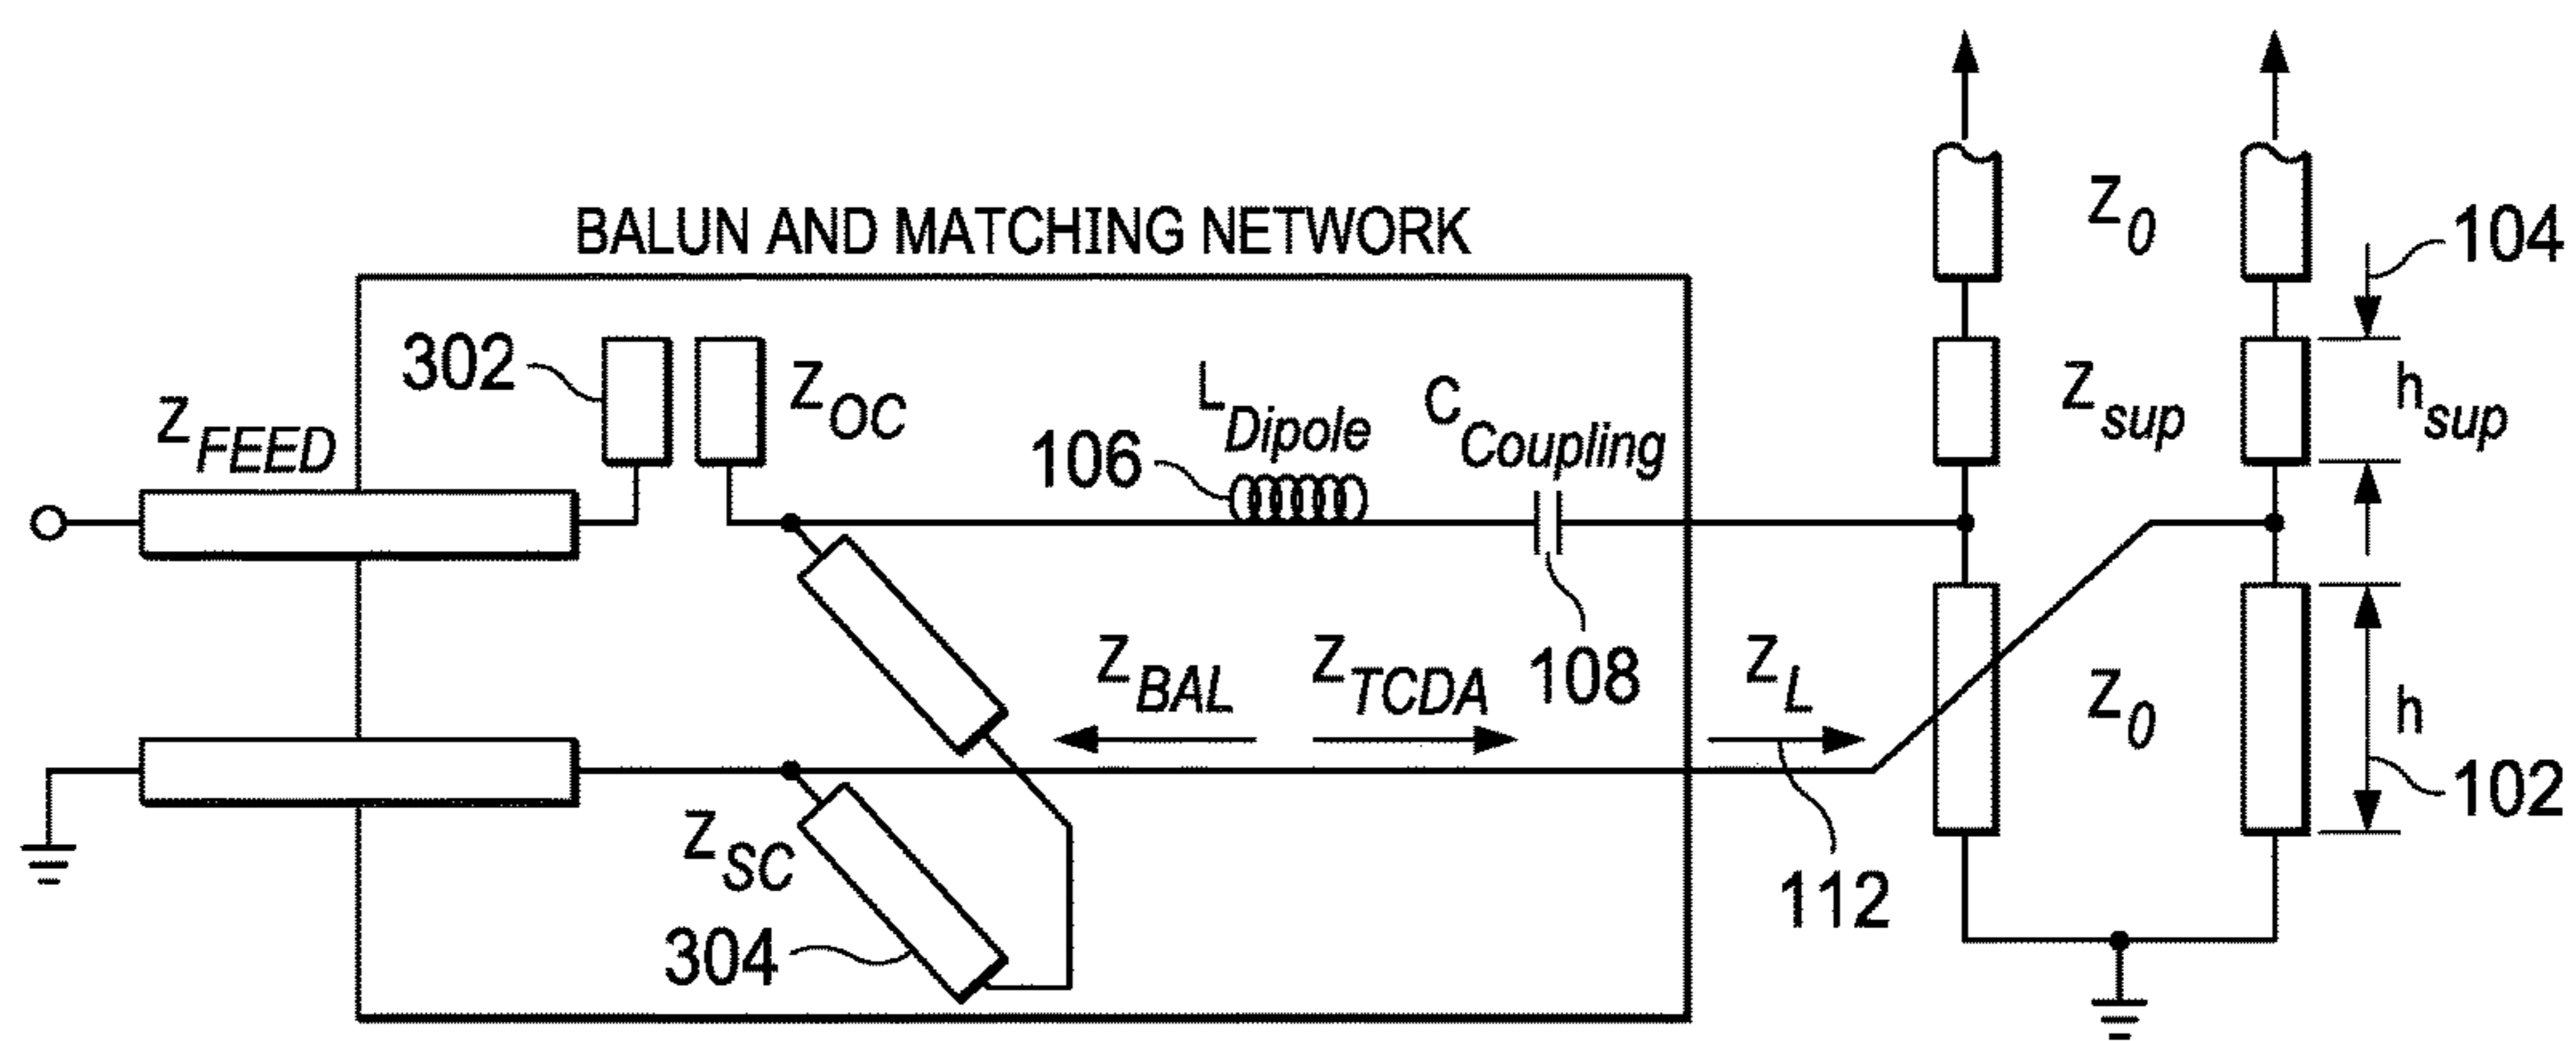 BALUN AND MATCHING NETWORK
Z0
104
302
ZFEED
ZOC
LDipole
CCoupling
106
Zsup
hsup
ZBAL
ZTCDA
108
ZL
Z0
h
102
ZSC
112
304